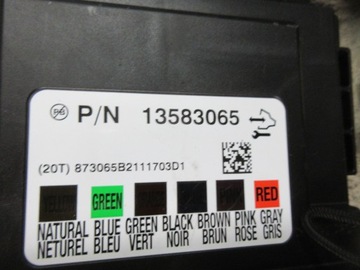 P/N 13583065
(20T) 873065B2111703D1
GREEN RED
NATURAL BLUE GREEN BLACK BROWN PINK GRAY
NETUREL BLEU VERT NOIR BRUN ROSE GRIS